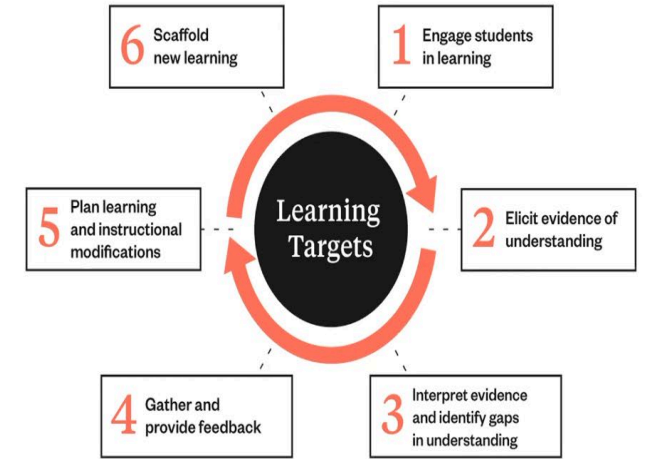 Learning
Targets
1
Engage students
in learning
2
Elicit evidence of
understanding
3
Interpret evidence
and identify gaps
in understanding
4
Gather and
provide feedback
5
Plan learning
and instructional
modifications
6
Scaffold
new learning